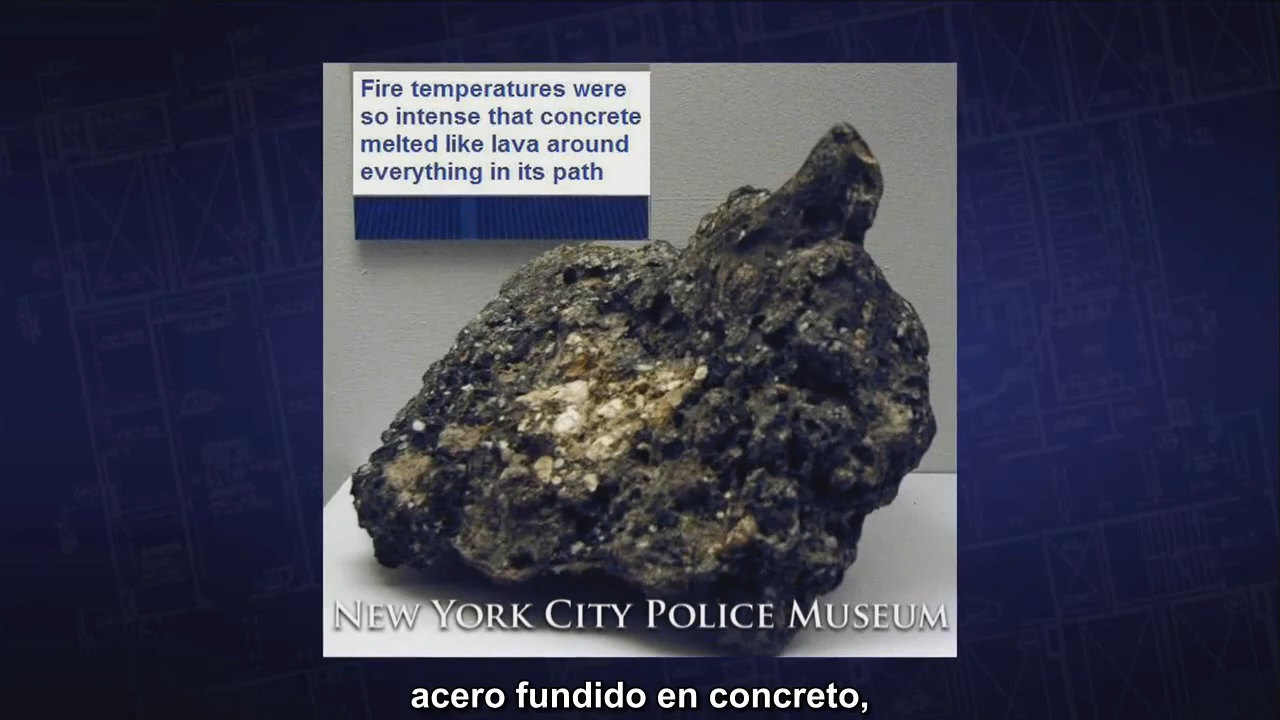 Fire temperatures were
so intense that concrete
melted like lava around
everything in its path
NEW YORK CITY POLICE MUSEUM
acero fundido en concreto,